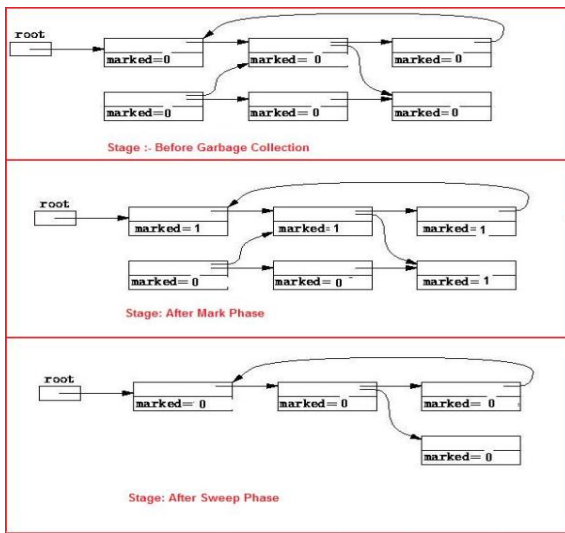 root
marked=0 marked= 0 marked= 0
marked=0 marked= 0 marked= 0
Stage :- Before Garbage Collection
root
marked= 1 marked= 1 marked= 1
marked= 0 marked= 0 marked= 1
Stage: After Mark Phase
root
marked= 0 marked= 0 marked= 0
marked= 0
Stage: After Sweep Phase